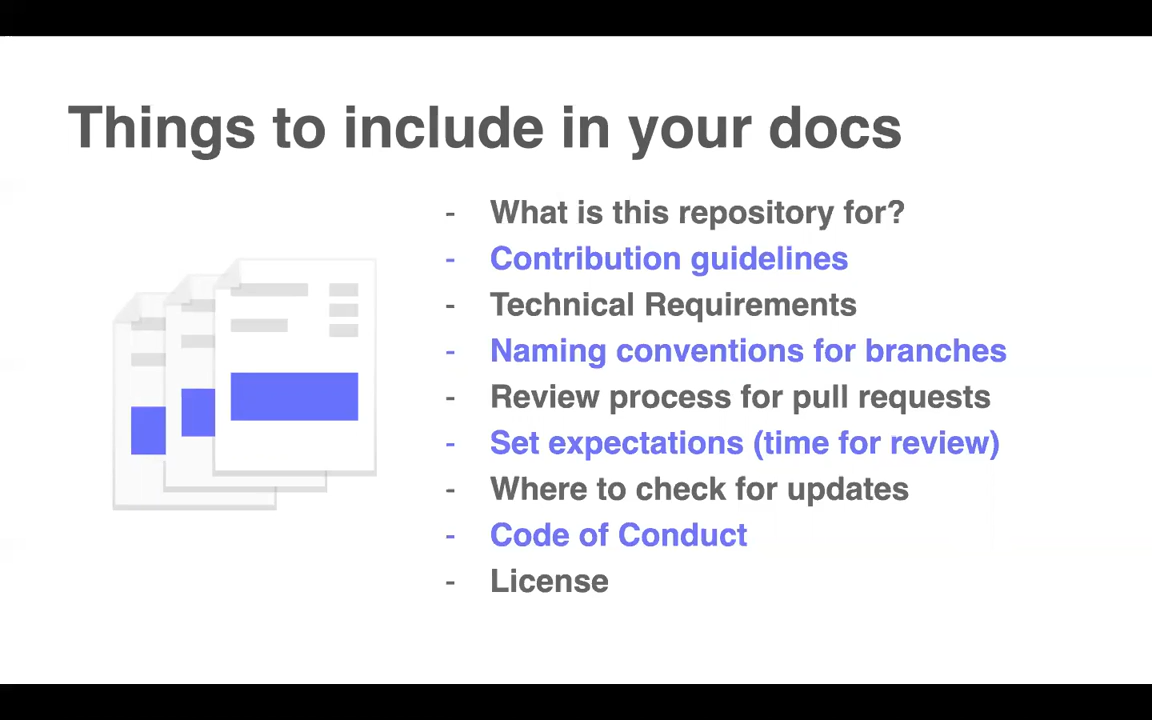 Things to include in your docs
- What is this repository for?
- Contribution guidelines
- Technical Requirements
- Naming conventions for branches
- Review process for pull requests
- Set expectations (time for review)
- Where to check for updates
- Code of Conduct
- License